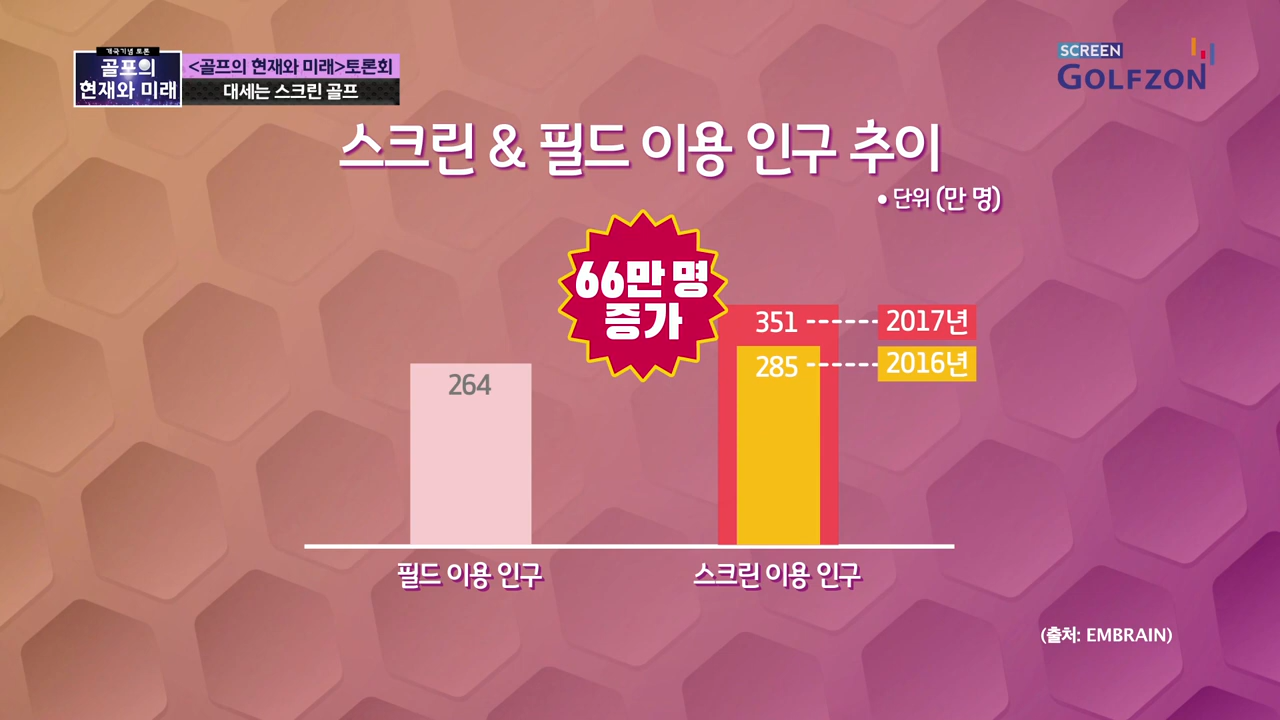 개국기념 토론
골프의
현재와 미래
<골프의 현재와 미래>토론회
대세는 스크린 골프
SCREEN
GOLFZON
스크린 & 필드 이용 인구 추이
• 단위 (만 명)
66만 명
증가
351
2017년
285
2016년
264
필드 이용 인구
스크린 이용 인구
(출처: EMBRAIN)